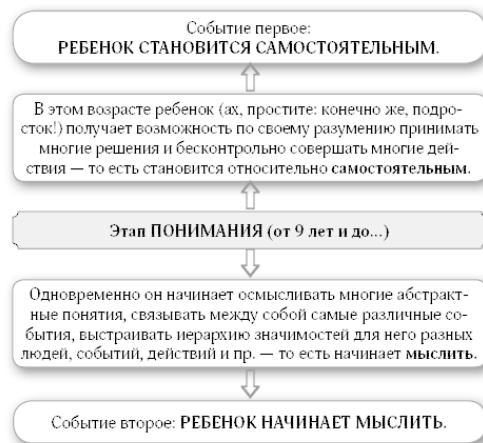 Событие первое:
РЕБЕНОК СТАНОВИТСЯ САМОСТОЯТЕЛЬНЫМ.
В этом возрасте ребенок (ах, простите: конечно же, подро-
сток!) получает возможность по своему разумению принимать
многие решения и бесконтрольно совершать многие дей-
ствия — то есть становится относительно самостоятельным.
Этап ПОНИМАНИЯ (от 9 лет и до...)
Одновременно он начинает осмысливать многие абстракт-
ные понятия, связывать между собой самые различные со-
бытия, выстраивать иерархию значимостей для него разных
людей, событий, действий и пр. — то есть начинает мыслить.
Событие второе: РЕБЕНОК НАЧИНАЕТ МЫСЛИТЬ.